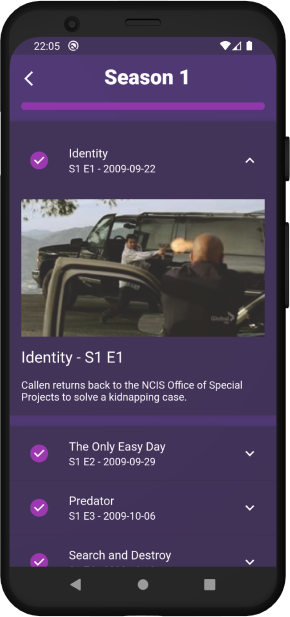 22:05
Season 1
Identity
S1 E1 - 2009-09-22
Global
Identity - S1 E1
Callen returns back to the NCIS Office of Special
Projects to solve a kidnapping case.
The Only Easy Day
S1 E2 - 2009-09-29
Predator
S1 E3 - 2009-10-06
Search and Destroy